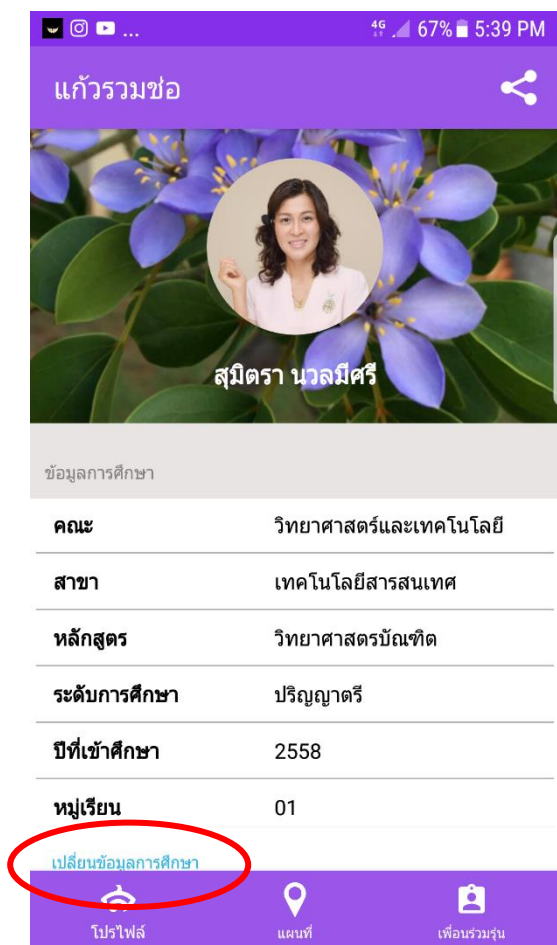 ... 4G 67% 5:39 PM
แก้วรวมช่อ
สุมิตรา นวลมีศรี
ข้อมูลการศึกษา
คณะ วิทยาศาสตร์และเทคโนโลยี
สาขา เทคโนโลยีสารสนเทศ
หลักสูตร วิทยาศาสตรบัณฑิต
ระดับการศึกษา ปริญญาตรี
ปีที่เข้าศึกษา 2558
หมู่เรียน 01
เปลี่ยนข้อมูลการศึกษา
โปรไฟล์ แผนที่ เพื่อนร่วมรุ่น